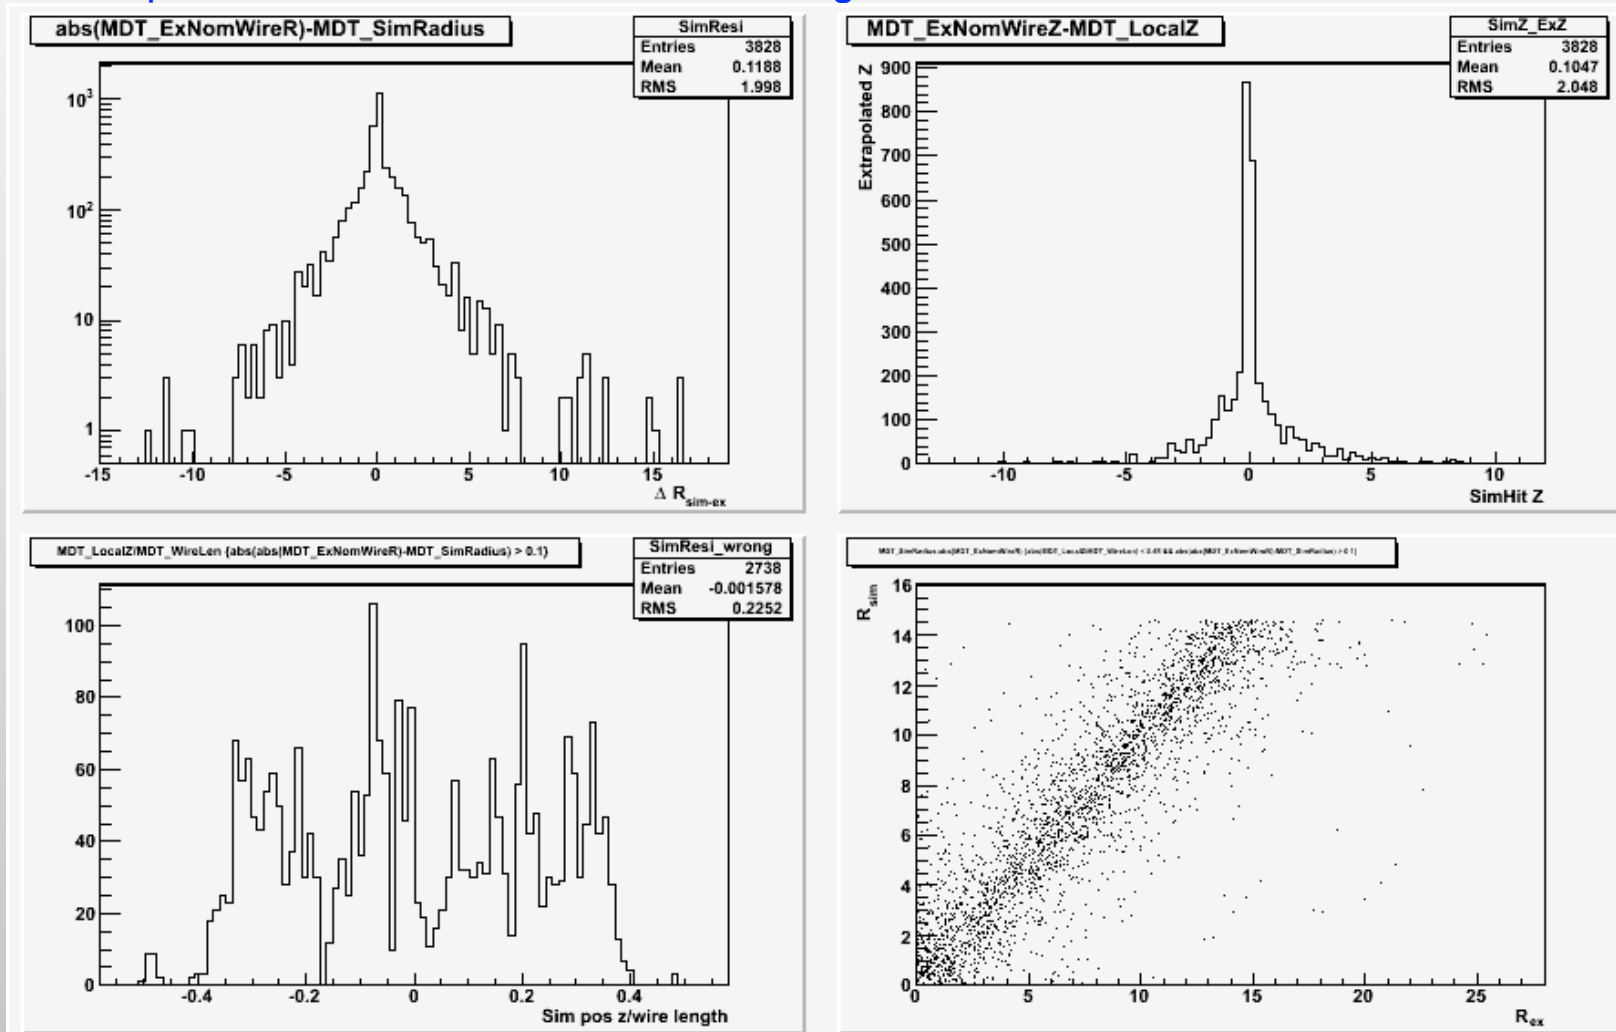 abs(MDT_ExNomWireR)-MDT_SimRadius
SimResi
Entries 3828
Mean 0.1188
RMS 1.998
10³
10²
10
1
-15 -10 -5 0 5 10 15
Δ R sim-ex
MDT_ExNomWireZ-MDT_LocalZ
SimZ_ExZ
Entries 3828
Mean 0.1047
RMS 2.048
Extrapolated Z
900
800
700
600
500
400
300
200
100
0
-10 -5 0 5 10
SimHit Z
MDT_LocalZ/MDT_WireLen {abs(abs(MDT_ExNomWireR)-MDT_SimRadius) > 0.1}
SimResi_wrong
Entries 2738
Mean -0.001578
RMS 0.2252
100
80
60
40
20
0
-0.4 -0.2 0 0.2 0.4
Sim pos z/wire length
R sim
16
14
12
10
8
6
4
2
0
0 5 10 15 20 25
R ex